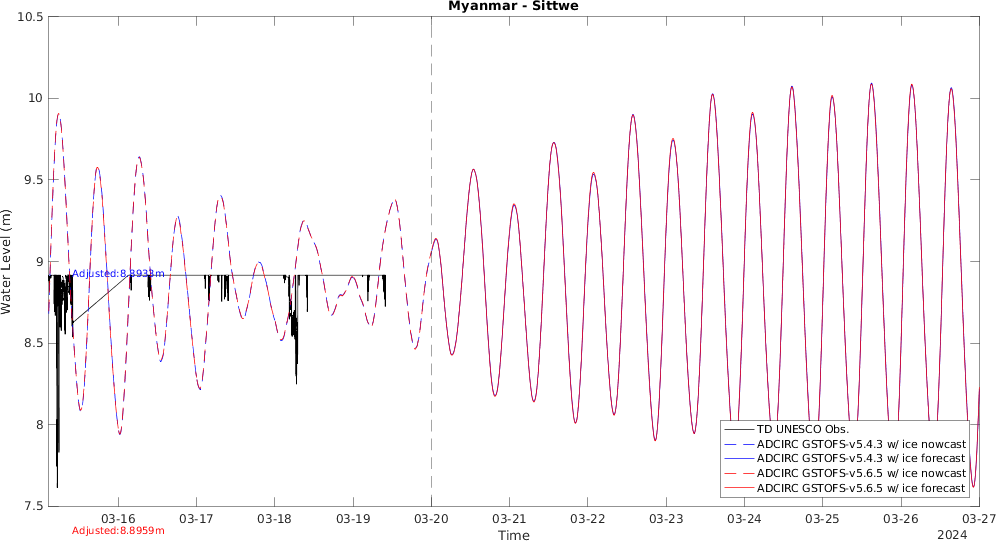 Myanmar - Sittwe
10.5
10
9.5
9
8.5
8
7.5
Water Level (m)
Adjusted:8.8933m
TD UNESCO Obs.
ADCIRC GSTOFS-v5.4.3 w/ ice nowcast
ADCIRC GSTOFS-v5.4.3 w/ ice forecast
ADCIRC GSTOFS-v5.6.5 w/ ice nowcast
ADCIRC GSTOFS-v5.6.5 w/ ice forecast
03-16 03-17 03-18 03-19 03-20 03-21 03-22 03-23 03-24 03-25 03-26 03-27
Adjusted:8.8959m
Time
2024